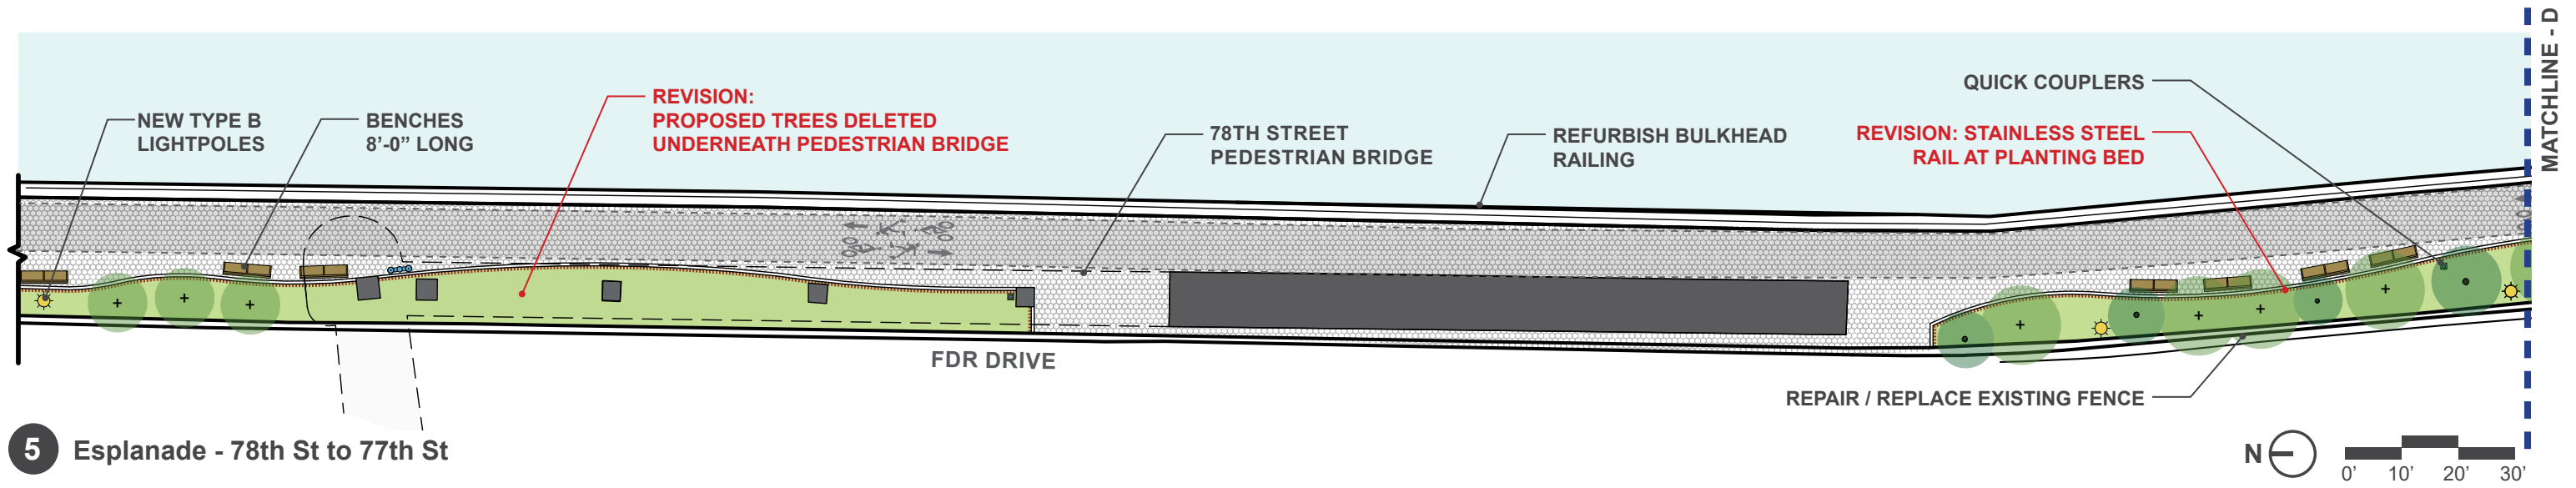 NEW TYPE B
LIGHTPOLES
BENCHES
8’-0” LONG
REVISION:
PROPOSED TREES DELETED
UNDERNEATH PEDESTRIAN BRIDGE
78TH STREET
PEDESTRIAN BRIDGE
REFURBISH BULKHEAD
RAILING
QUICK COUPLERS
REVISION: STAINLESS STEEL
RAIL AT PLANTING BED
MATCHLINE - D
FDR DRIVE
REPAIR / REPLACE EXISTING FENCE
5 Esplanade - 78th St to 77th St
N
0’ 10’ 20’ 30’